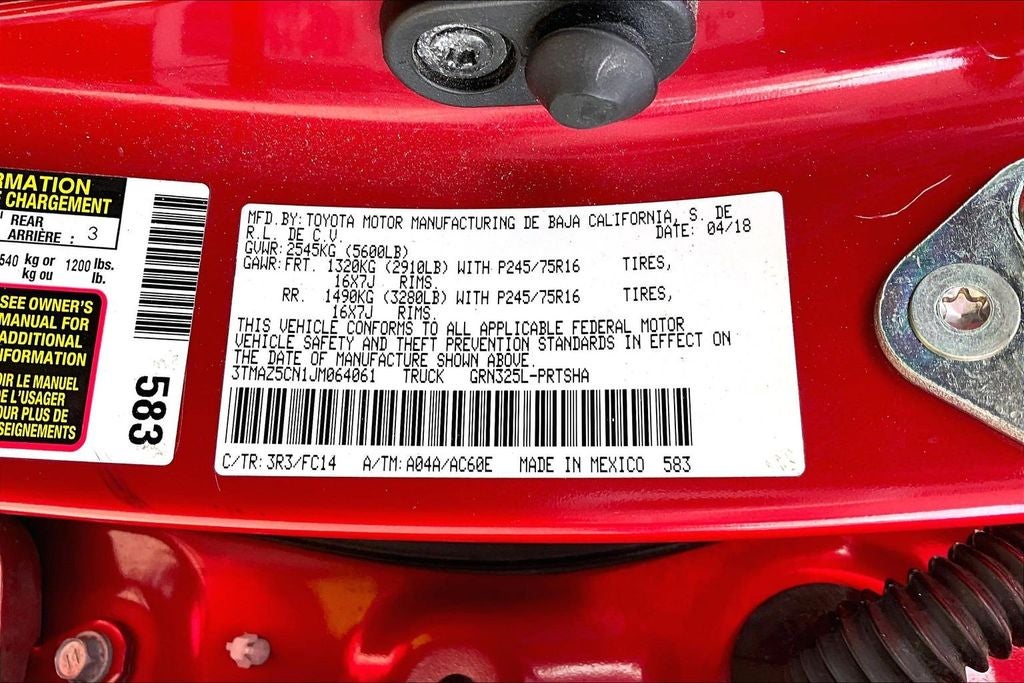 RMATION
E CHARGEMENT
REAR
ARRIÈRE : 3
540 kg or 1200 lbs.
kg ou lb.
SEE OWNER'S
MANUAL FOR
ADDITIONAL
INFORMATION
OIR LE MANUEL
DE L'USAGER
OUR PLUS DE
SEIGNEMENTS
583
MFD.BY:TOYOTA MOTOR MANUFACTURING DE BAJA CALIFORNIA, S. DE
R.L. DE C.V. DATE: 04/18
GVWR:2545KG (5600LB)
GAWR:FRT. 1320KG (2910LB) WITH P245/75R16 TIRES,
16X7J RIMS.
RR. 1490KG (3280LB) WITH P245/75R16 TIRES,
16X7J RIMS.
THIS VEHICLE CONFORMS TO ALL APPLICABLE FEDERAL MOTOR
VEHICLE SAFETY AND THEFT PREVENTION STANDARDS IN EFFECT ON
THE DATE OF MANUFACTURE SHOWN ABOVE.
3TMAZ5CN1JM064061 TRUCK GRN325L-PRTSHA
C/TR:3R3/FC14 A/TM:A04A/AC60E MADE IN MEXICO 583